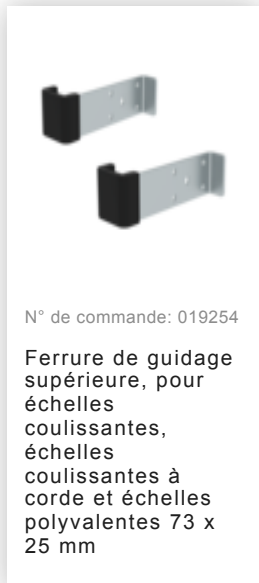 N° de commande: 019254
Ferrure de guidage
supérieure, pour
échelles
coulissantes,
échelles
coulissantes à
corde et échelles
polyvalentes 73 x
25 mm